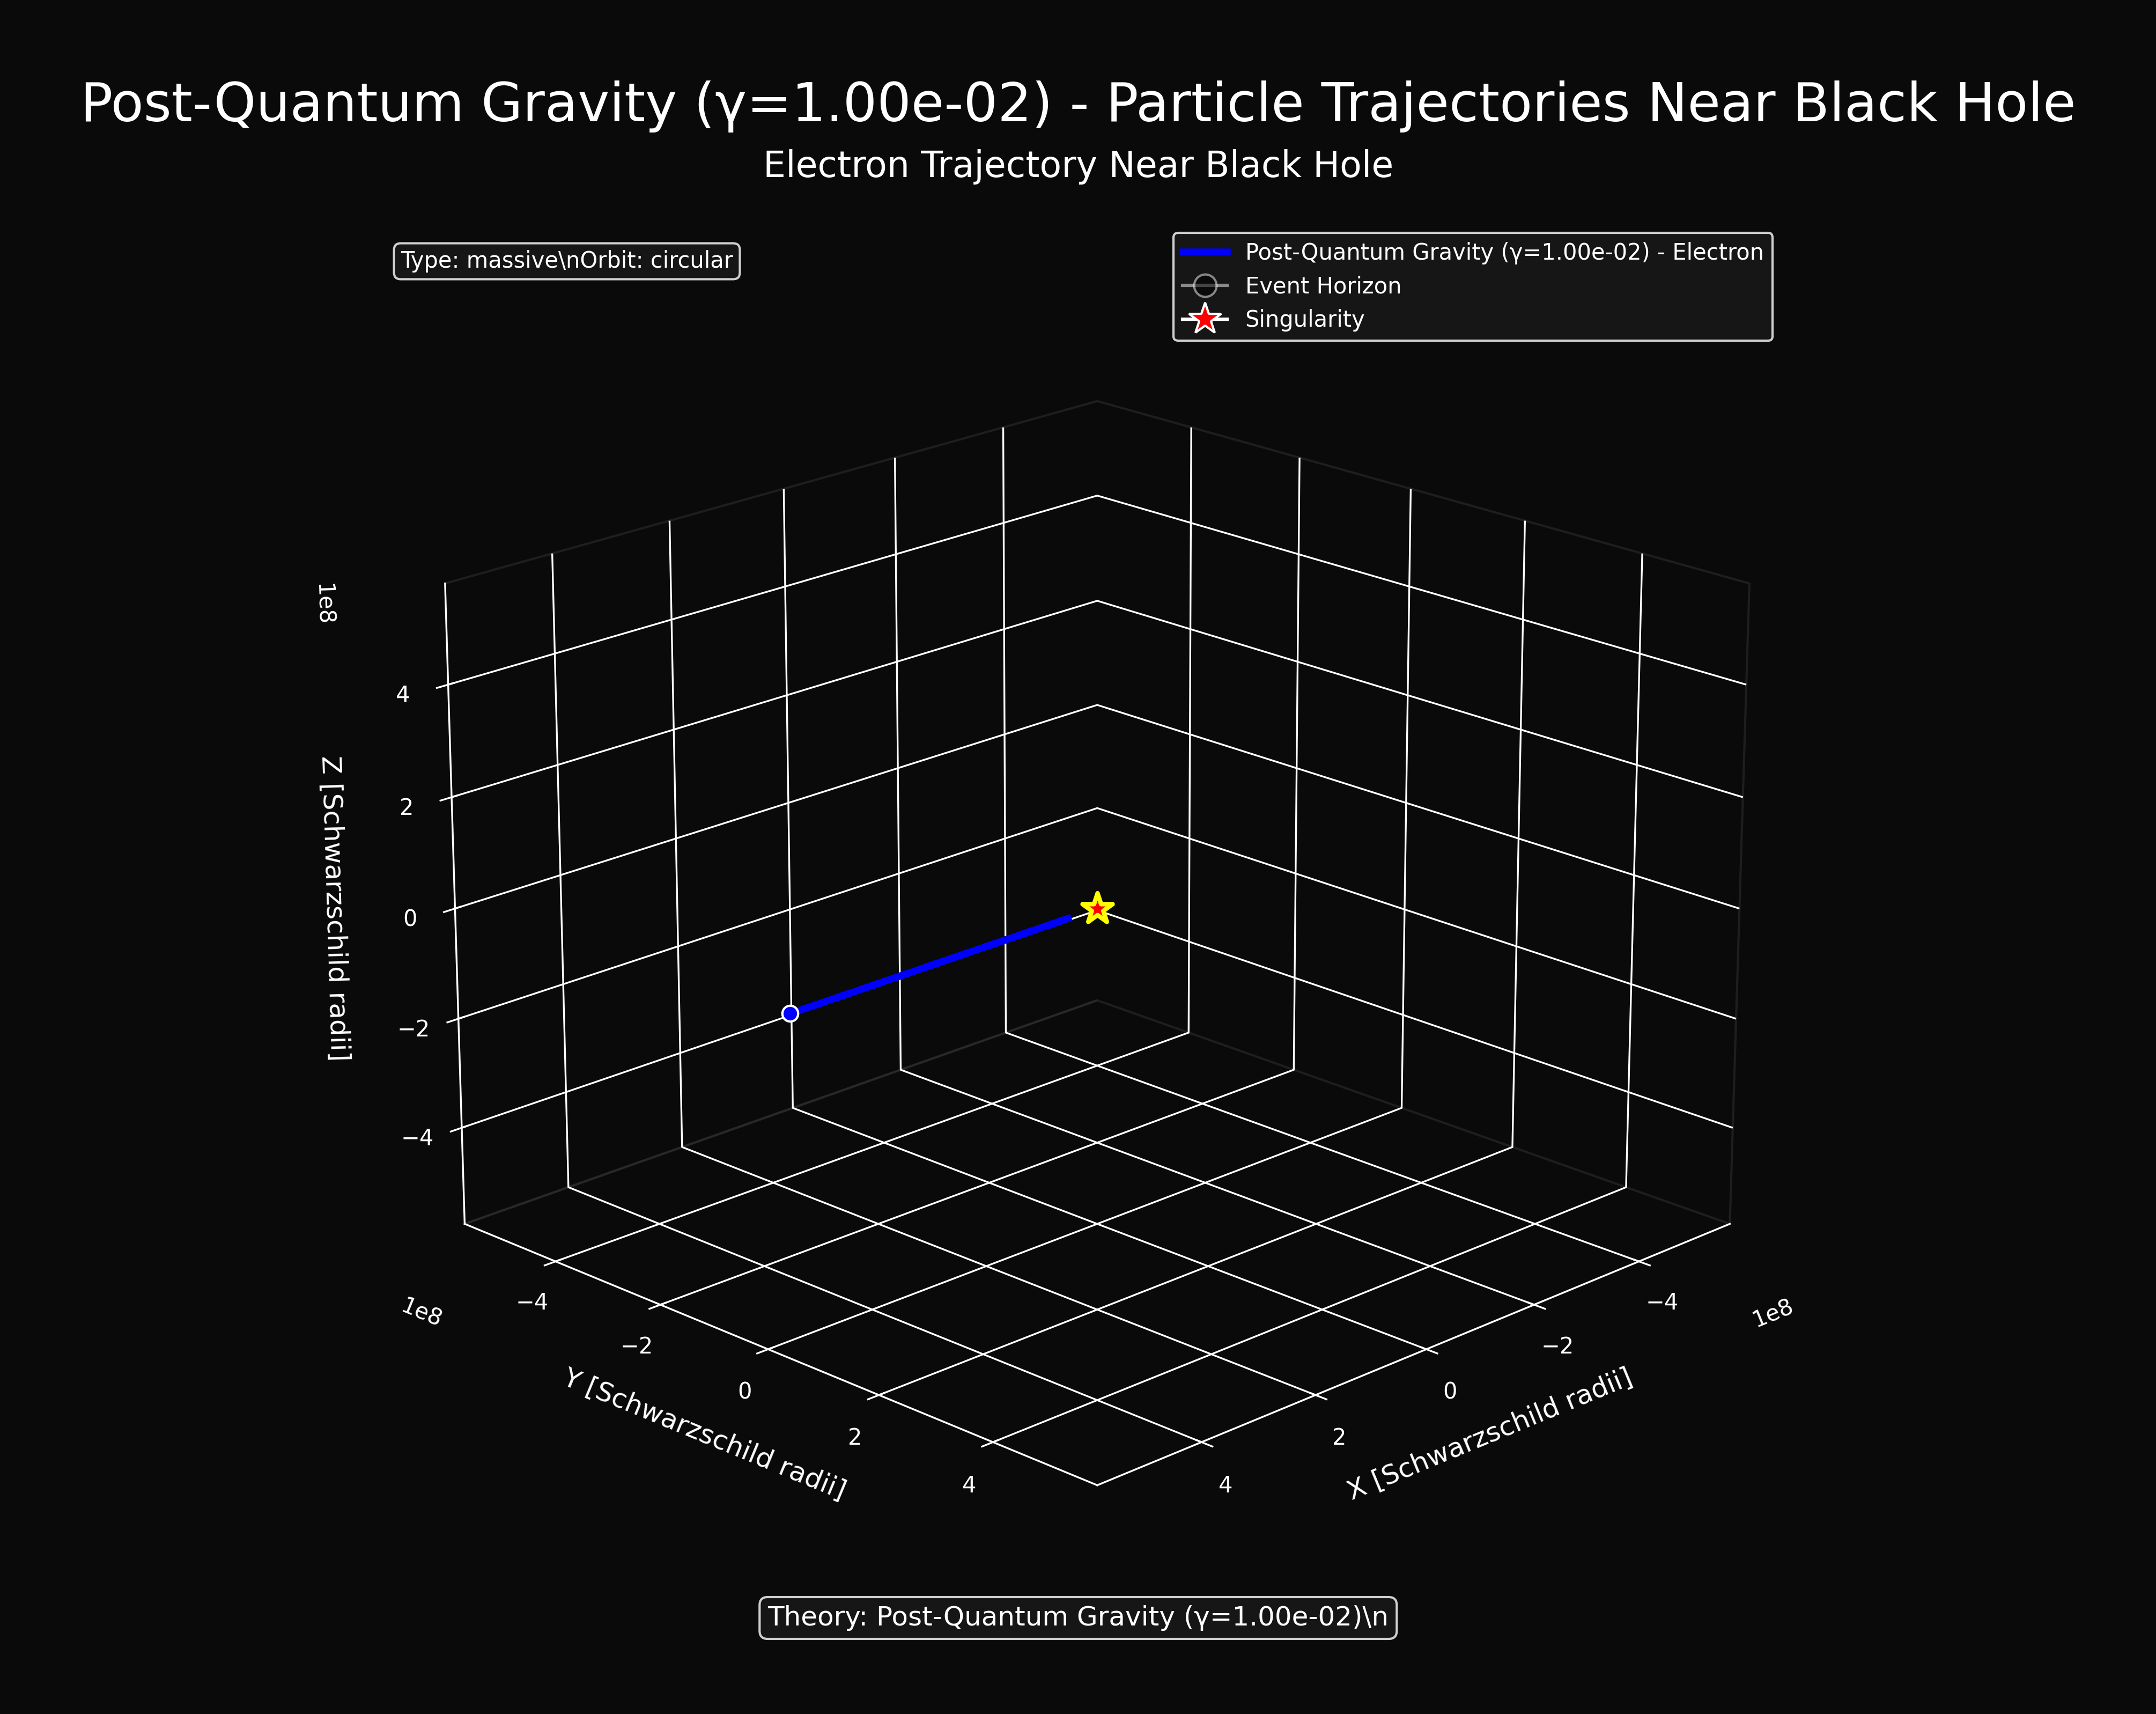 Post-Quantum Gravity (γ=1.00e-02) - Particle Trajectories Near Black Hole
Electron Trajectory Near Black Hole
Type: massive\nOrbit: circular
Post-Quantum Gravity (γ=1.00e-02) - Electron
Event Horizon
Singularity
1e8
4
2
0
−2
−4
Z [Schwarzschild radii]
1e8
−4
−2
0
2
4
Y [Schwarzschild radii]
4
2
0
−2
−4
1e8
X [Schwarzschild radii]
Theory: Post-Quantum Gravity (γ=1.00e-02)\n